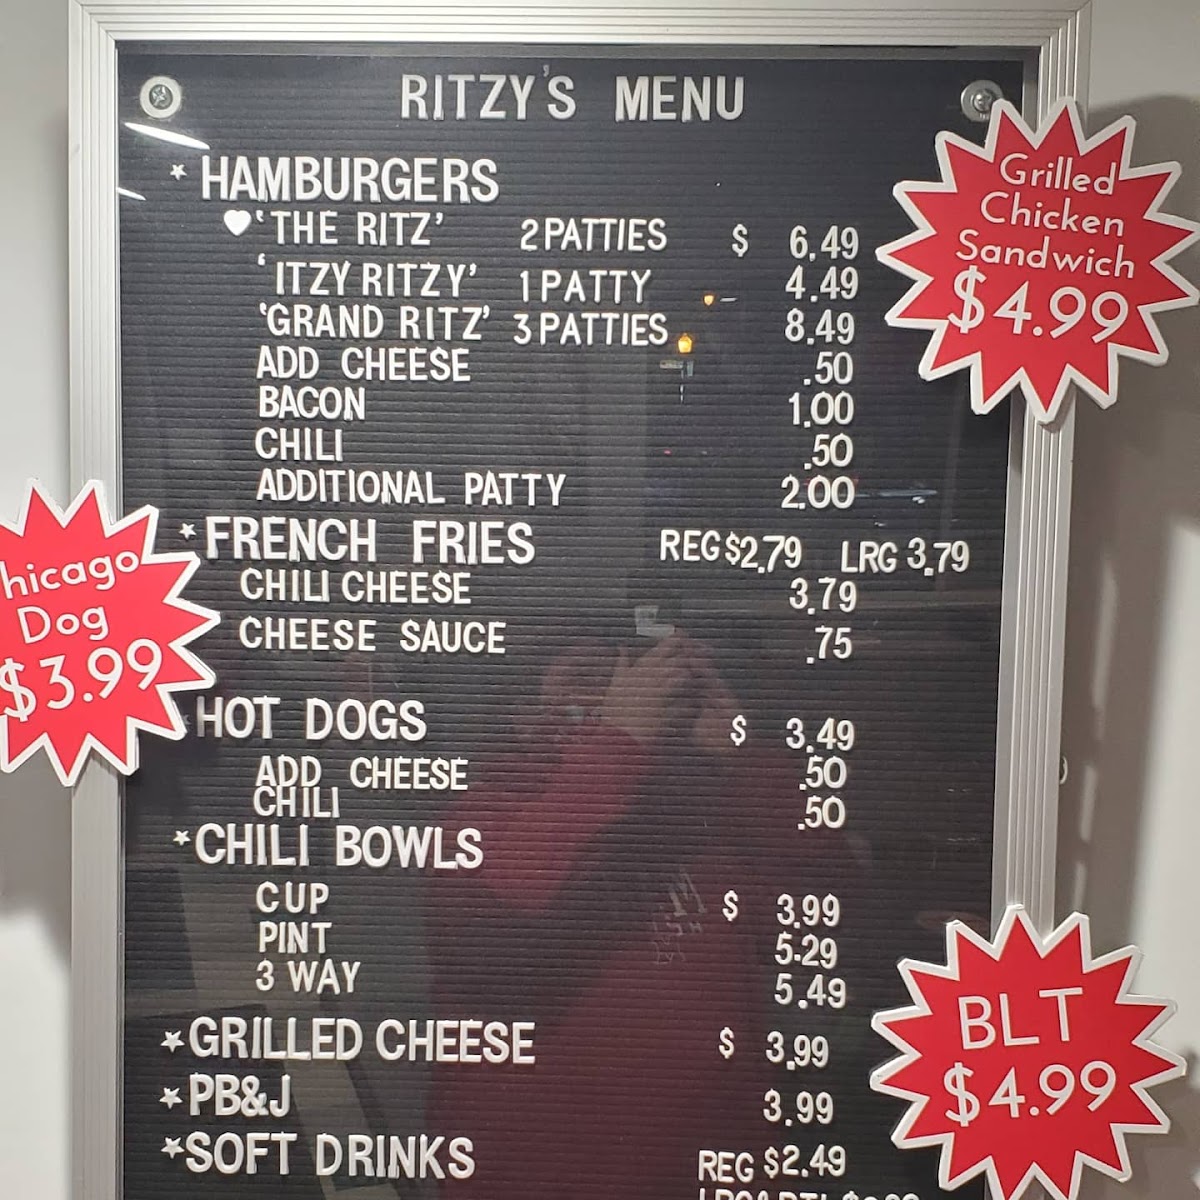 RITZY'S MENU
* HAMBURGERS
♥ 'THE RITZ' 2 PATTIES $ 6.49
'ITZY RITZY' 1 PATTY 4.49
'GRAND RITZ' 3 PATTIES 8.49
ADD CHEESE .50
BACON 1.00
CHILI .50
ADDITIONAL PATTY 2.00
* FRENCH FRIES REG $2.79 LRG 3.79
CHILI CHEESE 3.79
CHEESE SAUCE .75
* HOT DOGS $ 3.49
ADD CHEESE .50
CHILI .50
* CHILI BOWLS
CUP $ 3.99
PINT 5.29
3 WAY 5.49
* GRILLED CHEESE $ 3.99
* PB&J 3.99
* SOFT DRINKS REG $2.49
Grilled
Chicken
Sandwich
$4.99
hicago
Dog
$3.99
BLT
$4.99